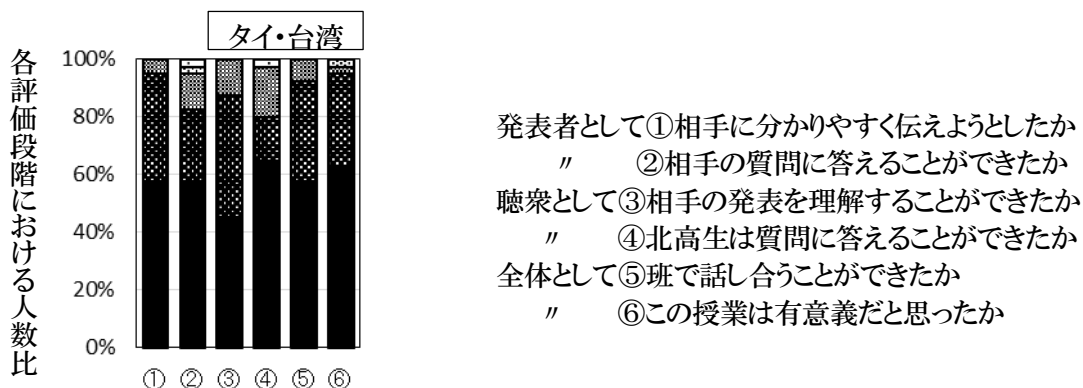 タイ・台湾
各評価段階における人数比
100%
80%
60%
40%
20%
0%
① ② ③ ④ ⑤ ⑥
発表者として①相手に分かりやすく伝えようとしたか
〃 ②相手の質問に答えることができたか
聴衆として③相手の発表を理解することができたか
〃 ④北高生は質問に答えることができたか
全体として⑤班で話し合うことができたか
〃 ⑥この授業は有意義だと思ったか